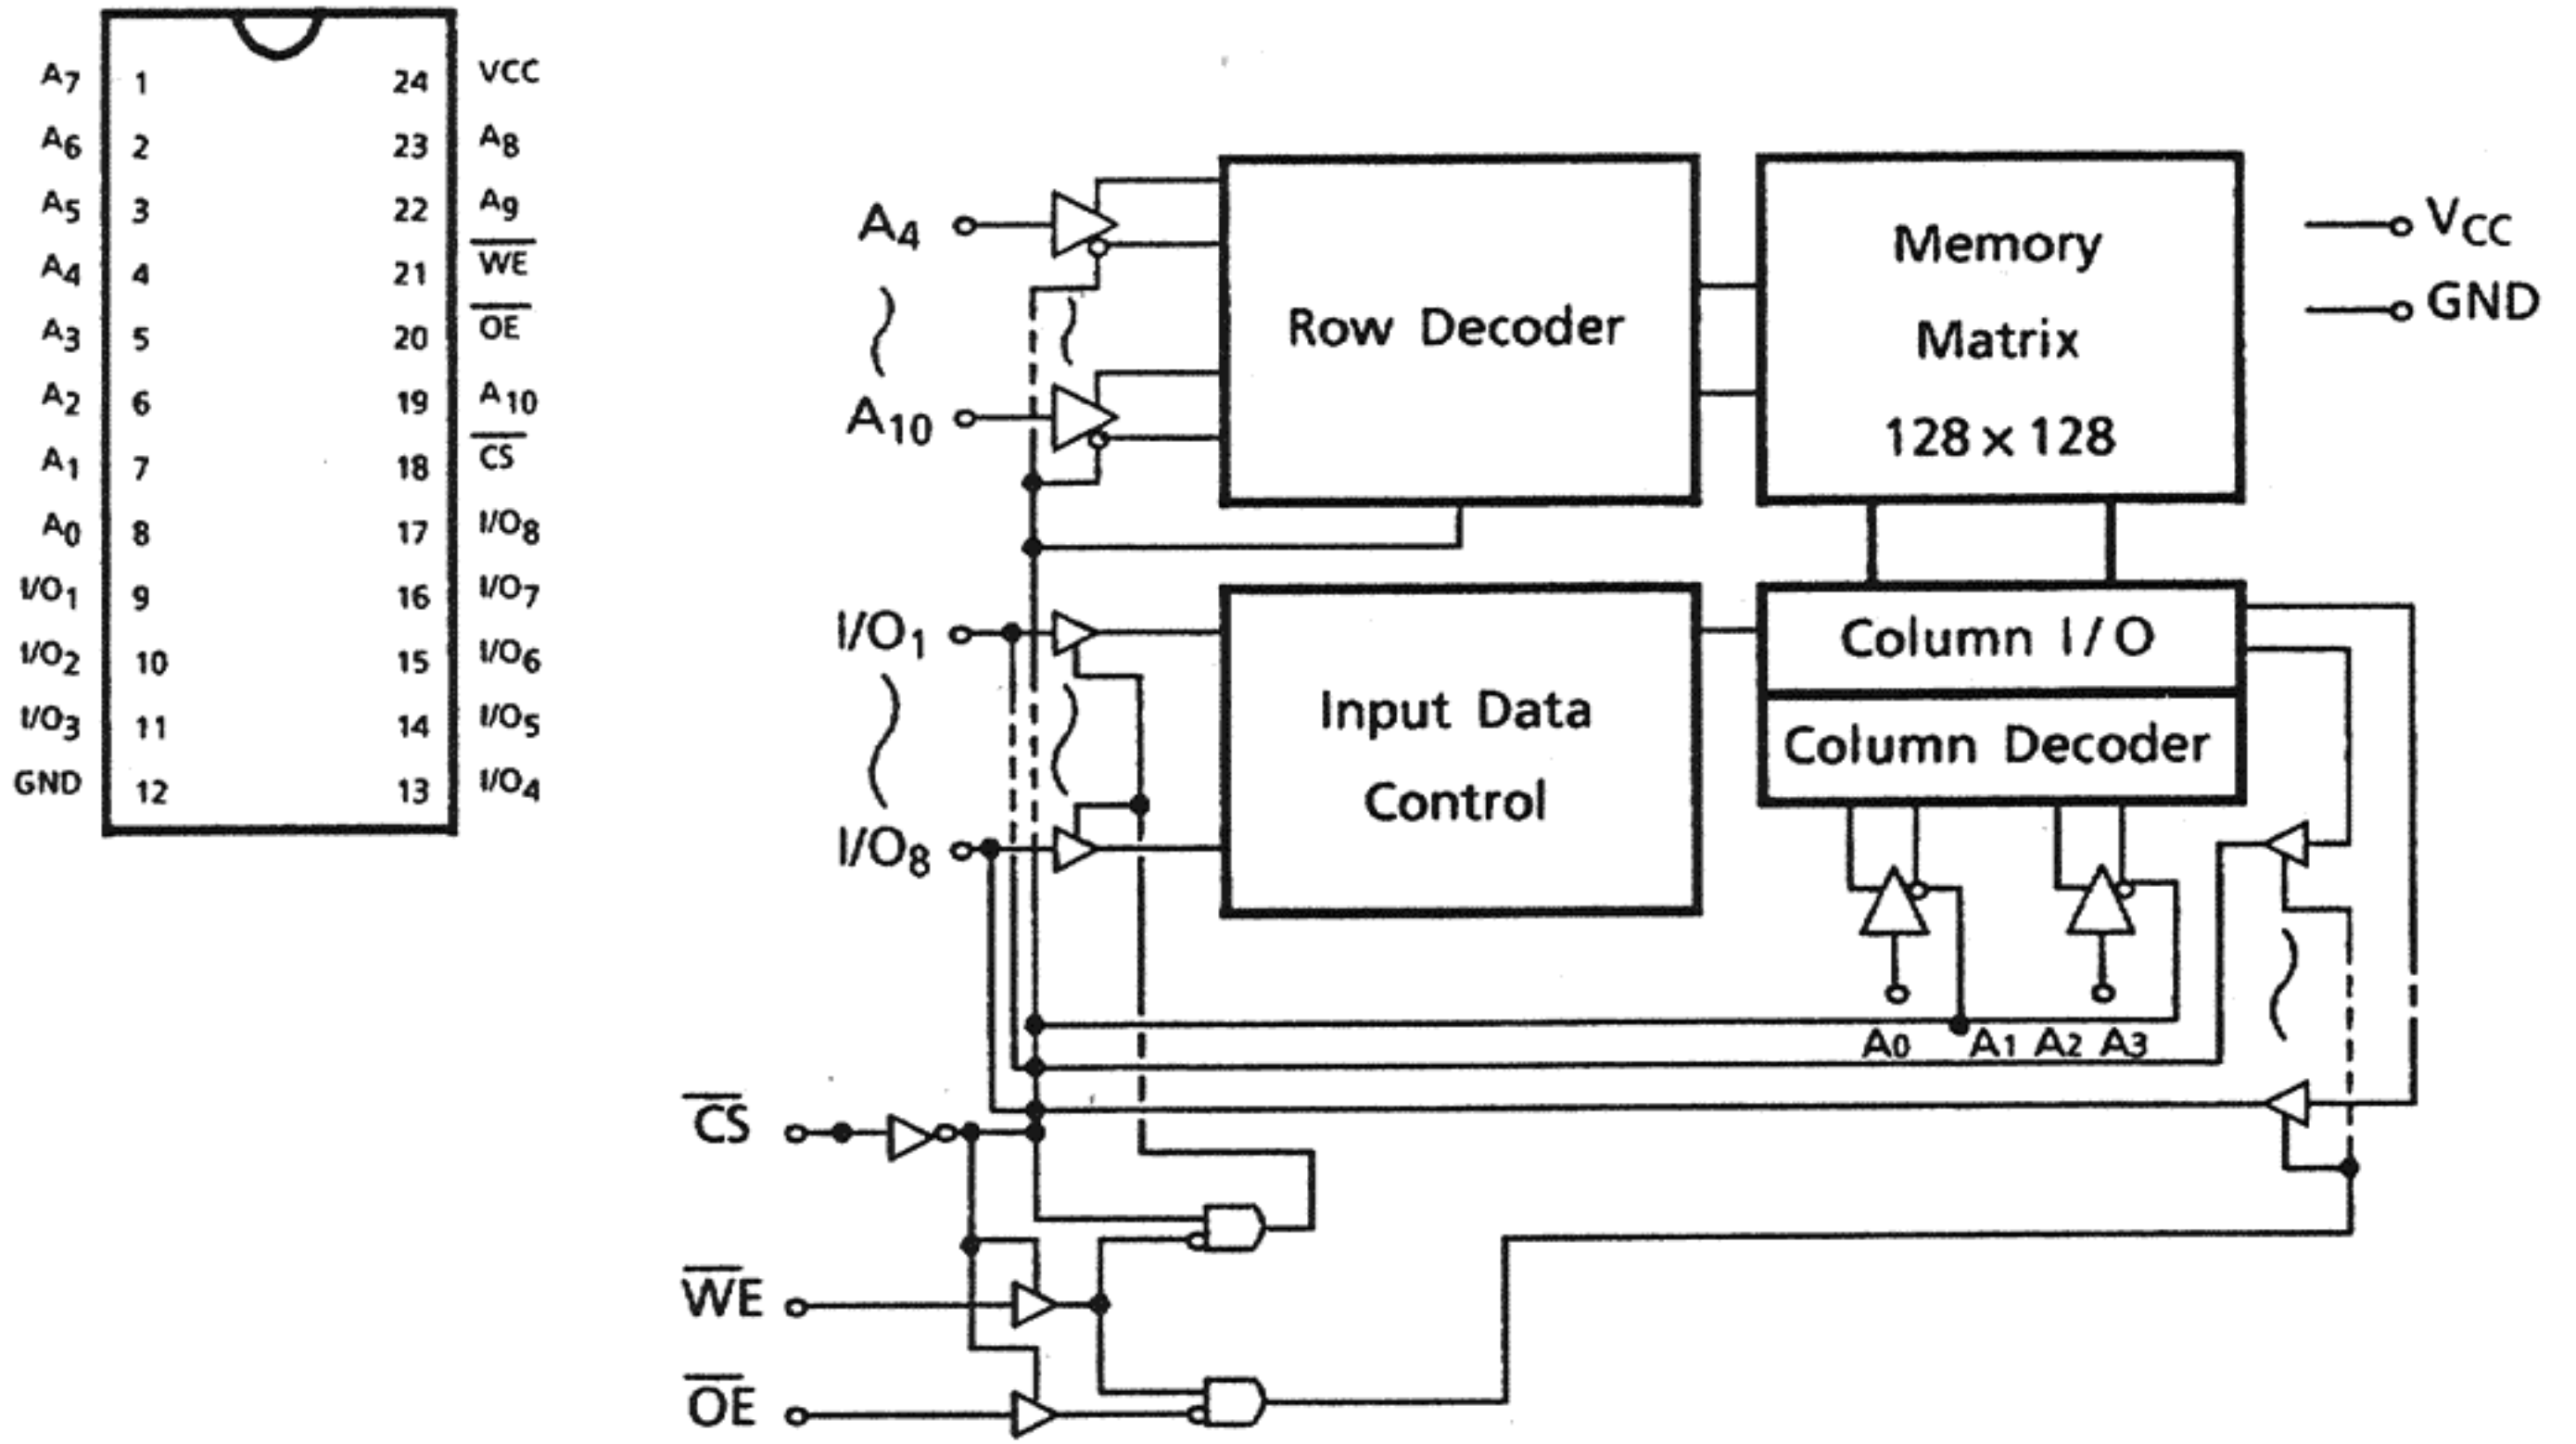 A7 1 24 VCC
A6 2 23 A8
A5 3 22 A9
A4 4 21 WE
A3 5 20 OE
A2 6 19 A10
A1 7 18 CS
A0 8 17 I/O8
I/O1 9 16 I/O7
I/O2 10 15 I/O6
I/O3 11 14 I/O5
GND 12 13 I/O4
A4
A10
Row Decoder
Memory
Matrix
128 x 128
VCC
GND
I/O1
I/O8
Input Data
Control
Column I/O
Column Decoder
A0 A1 A2 A3
CS
WE
OE